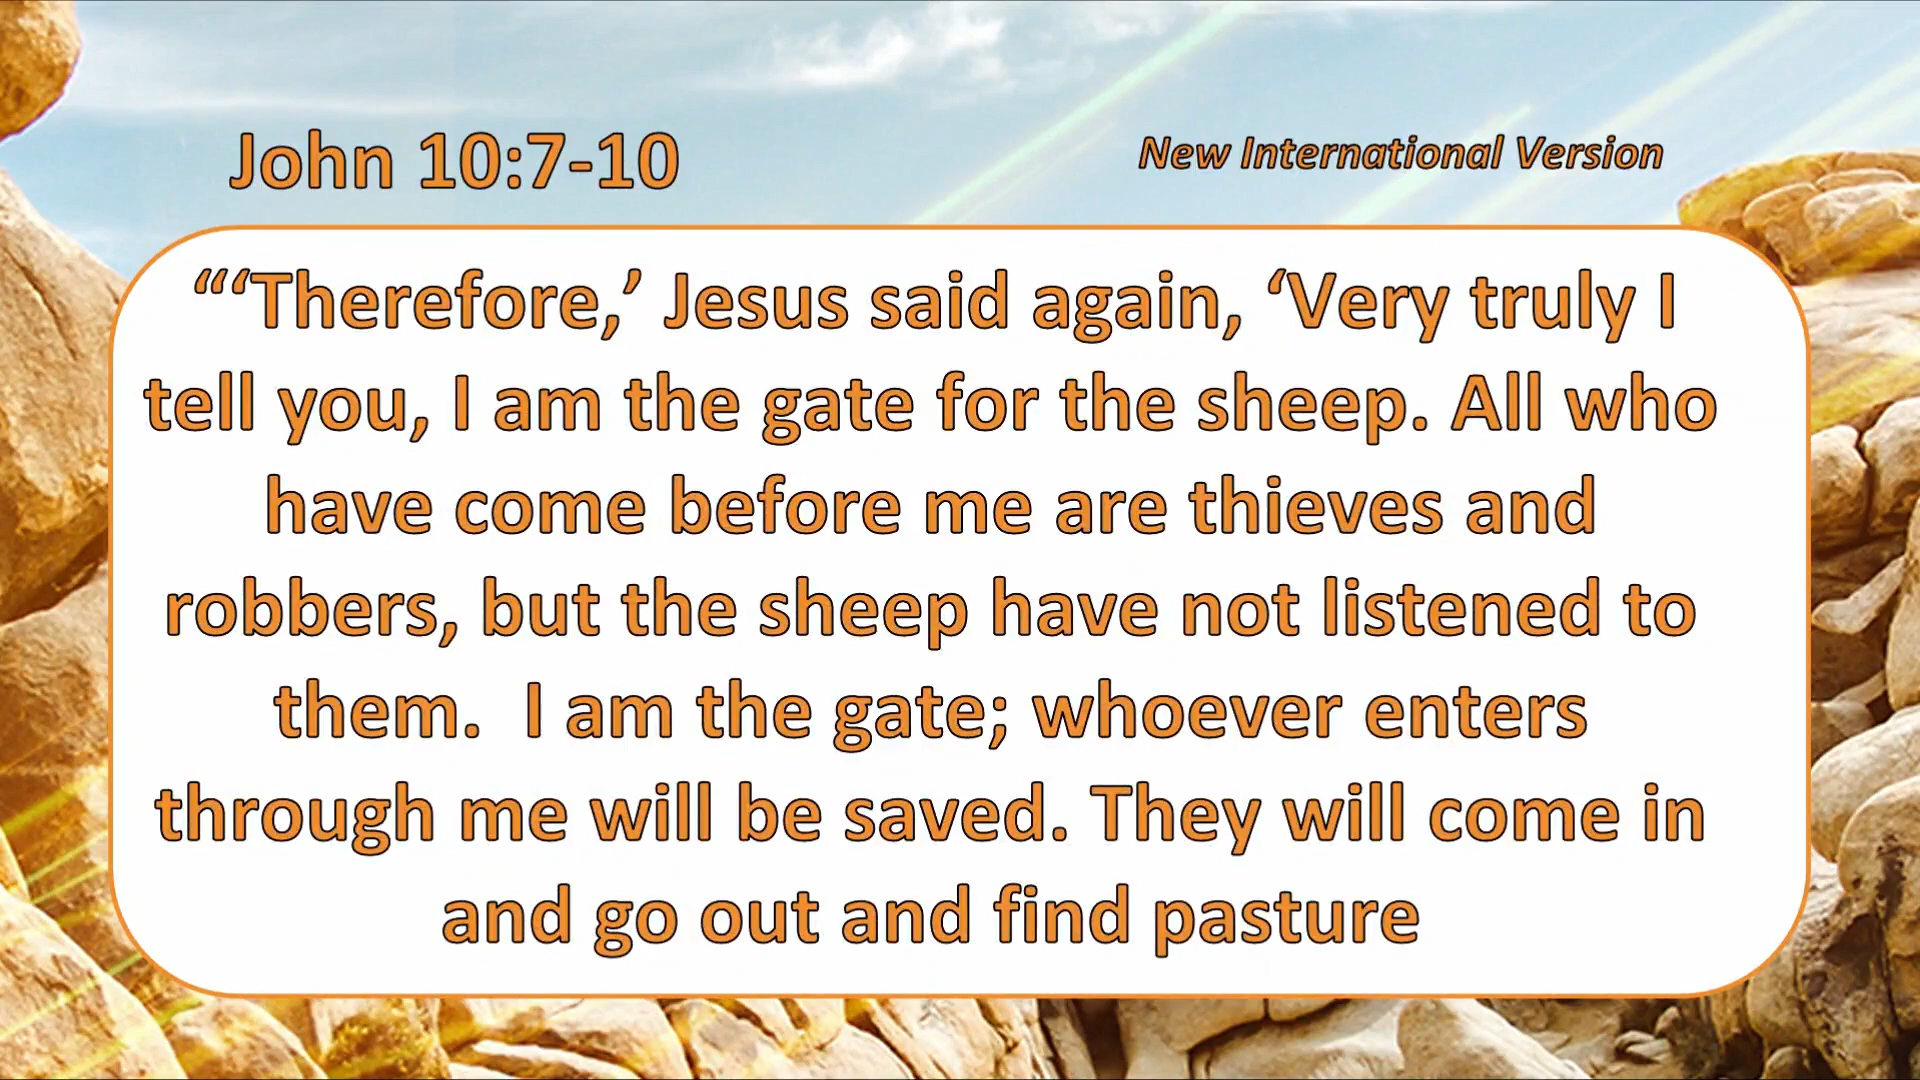 John 10:7-10
New International Version
“‘Therefore,’ Jesus said again, ‘Very truly I
tell you, I am the gate for the sheep. All who
have come before me are thieves and
robbers, but the sheep have not listened to
them.  I am the gate; whoever enters
through me will be saved. They will come in
and go out and find pasture